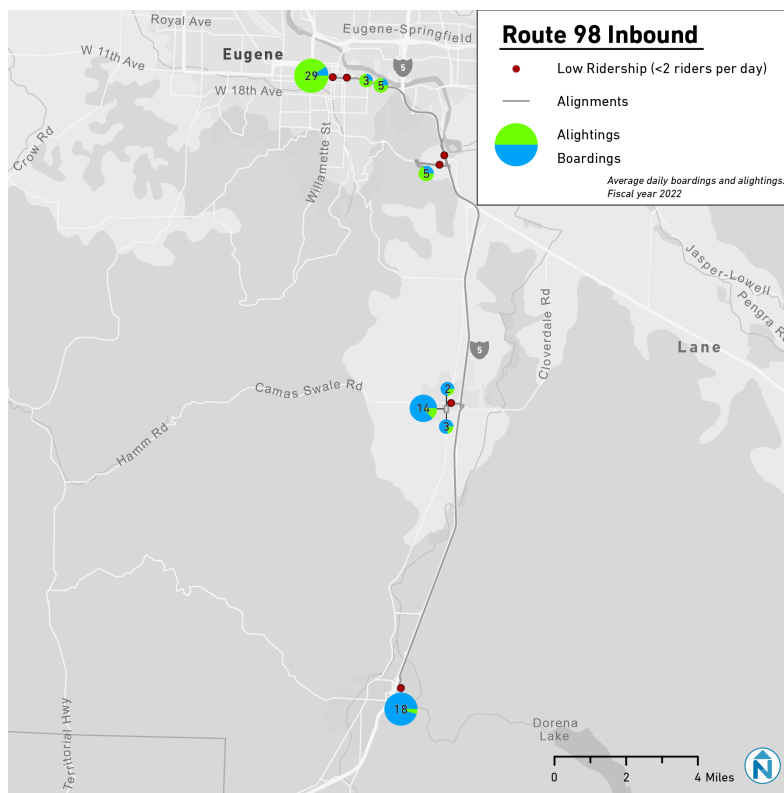 Route 98 Inbound
Low Ridership (<2 riders per day)
Alignments
Alightings
Boardings
Average daily boardings and alightings.
Fiscal year 2022
Royal Ave
Eugene-Springfield
W 11th Ave
Eugene
5
29
3
5
W 18th Ave
Crow Rd
Willamette St
5
Jasper-Lowell
Pengra Rd
Cloverdale Rd
5
Lane
Camas Swale Rd
2
14
3
Hamm Rd
Territorial Hwy
18
Dorena
Lake
0 2 4 Miles
N